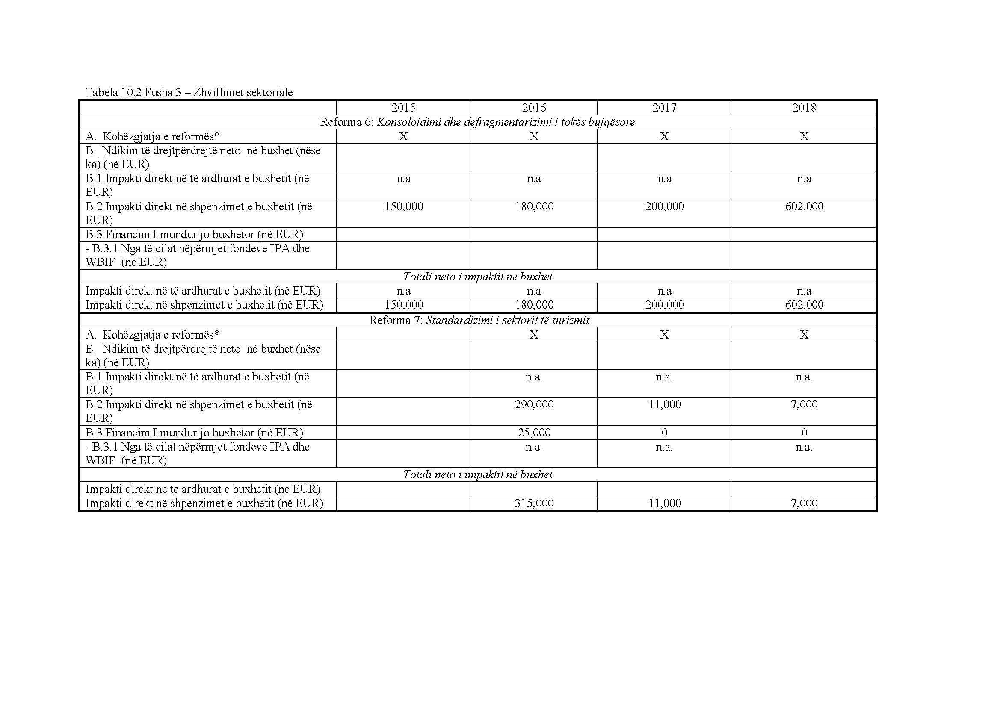 Tabela 10.2 Fusha 3 – Zhvillimet sektoriale
2015 2016 2017 2018
Reforma 6: Konsoloidimi dhe defragmentarizimi i tokës bujqësore
A. Kohëzgjatja e reformës* X X X X
B. Ndikim të drejtpërdrejtë neto në buxhet (nëse
ka) (në EUR)
B.1 Impakti direkt në të ardhurat e buxhetit (në n.a n.a n.a n.a
EUR)
B.2 Impakti direkt në shpenzimet e buxhetit (në 150,000 180,000 200,000 602,000
EUR)
B.3 Financim I mundur jo buxhetor (në EUR)
- B.3.1 Nga të cilat nëpërmjet fondeve IPA dhe
WBIF (në EUR)
Totali neto i impaktit në buxhet
Impakti direkt në të ardhurat e buxhetit (në EUR) n.a n.a n.a n.a
Impakti direkt në shpenzimet e buxhetit (në EUR) 150,000 180,000 200,000 602,000
Reforma 7: Standardizimi i sektorit të turizmit
A. Kohëzgjatja e reformës* X X X
B. Ndikim të drejtpërdrejtë neto në buxhet (nëse
ka) (në EUR)
B.1 Impakti direkt në të ardhurat e buxhetit (në n.a. n.a. n.a.
EUR)
B.2 Impakti direkt në shpenzimet e buxhetit (në 290,000 11,000 7,000
EUR)
B.3 Financim I mundur jo buxhetor (në EUR) 25,000 0 0
- B.3.1 Nga të cilat nëpërmjet fondeve IPA dhe n.a. n.a. n.a.
WBIF (në EUR)
Totali neto i impaktit në buxhet
Impakti direkt në të ardhurat e buxhetit (në EUR)
Impakti direkt në shpenzimet e buxhetit (në EUR) 315,000 11,000 7,000